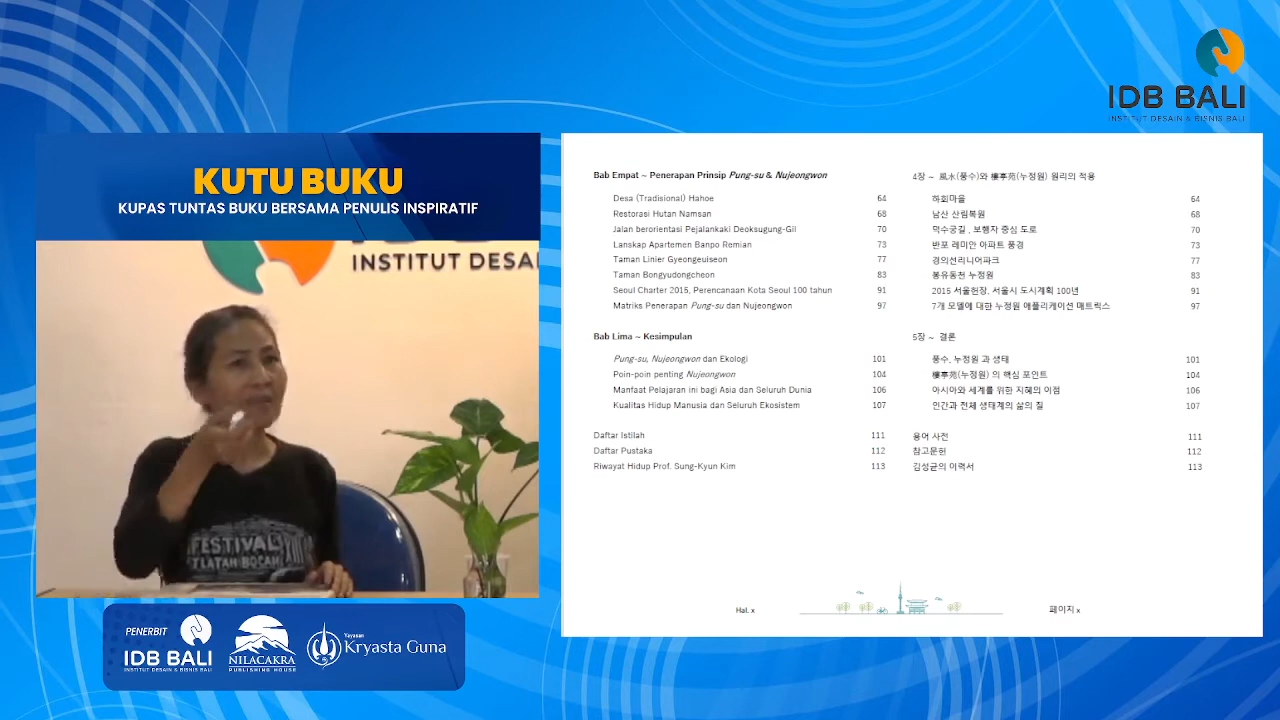 IDB BALI
INSTITUT DESAIN & BISNIS BALI
KUTU BUKU
KUPAS TUNTAS BUKU BERSAMA PENULIS INSPIRATIF
INSTITUT DESAI
FESTIVAL XIII
TLATAH BOCAH
PENERBIT
IDB BALI
INSTITUT DESAIN & BISNIS BALI
NILACAKRA
PUBLISHING HOUSE
Yayasan
Kryasta Guna
Bab Empat ~ Penerapan Prinsip Pung-su & Nujeongwon
Desa (Tradisional) Hahoe 64
Restorasi Hutan Namsan 68
Jalan berorientasi Pejalankaki Deoksugung-Gil 70
Lanskap Apartemen Banpo Remian 73
Taman Linier Gyeongeuiseon 77
Taman Bongyudongcheon 83
Seoul Charter 2015, Perencanaan Kota Seoul 100 tahun 91
Matriks Penerapan Pung-su dan Nujeongwon 97
Bab Lima ~ Kesimpulan
Pung-su, Nujeongwon dan Ekologi 101
Poin-poin penting Nujeongwon 104
Manfaat Pelajaran ini bagi Asia dan Seluruh Dunia 106
Kualitas Hidup Manusia dan Seluruh Ekosistem 107
Daftar Istilah 111
Daftar Pustaka 112
Riwayat Hidup Prof. Sung-Kyun Kim 113
Hal. x
4장 ~ 風水(풍수)와 樓亭苑(누정원) 원리의 적용
하회마을 64
남산 산림복원 68
덕수궁길 , 보행자 중심 도로 70
반포 레미안 아파트 풍경 73
경의선리니어파크 77
봉유동천 누정원 83
2015 서울헌장, 서울시 도시계획 100년 91
7개 모델에 대한 누정원 애플리케이션 매트릭스 97
5장 ~ 결론
풍수, 누정원 과 생태 101
樓亭苑(누정원) 의 핵심 포인트 104
아시아와 세계를 위한 지혜의 이점 106
인간과 전체 생태계의 삶의 질 107
용어 사전 111
참고문헌 112
김성균의 이력서 113
페이지 x